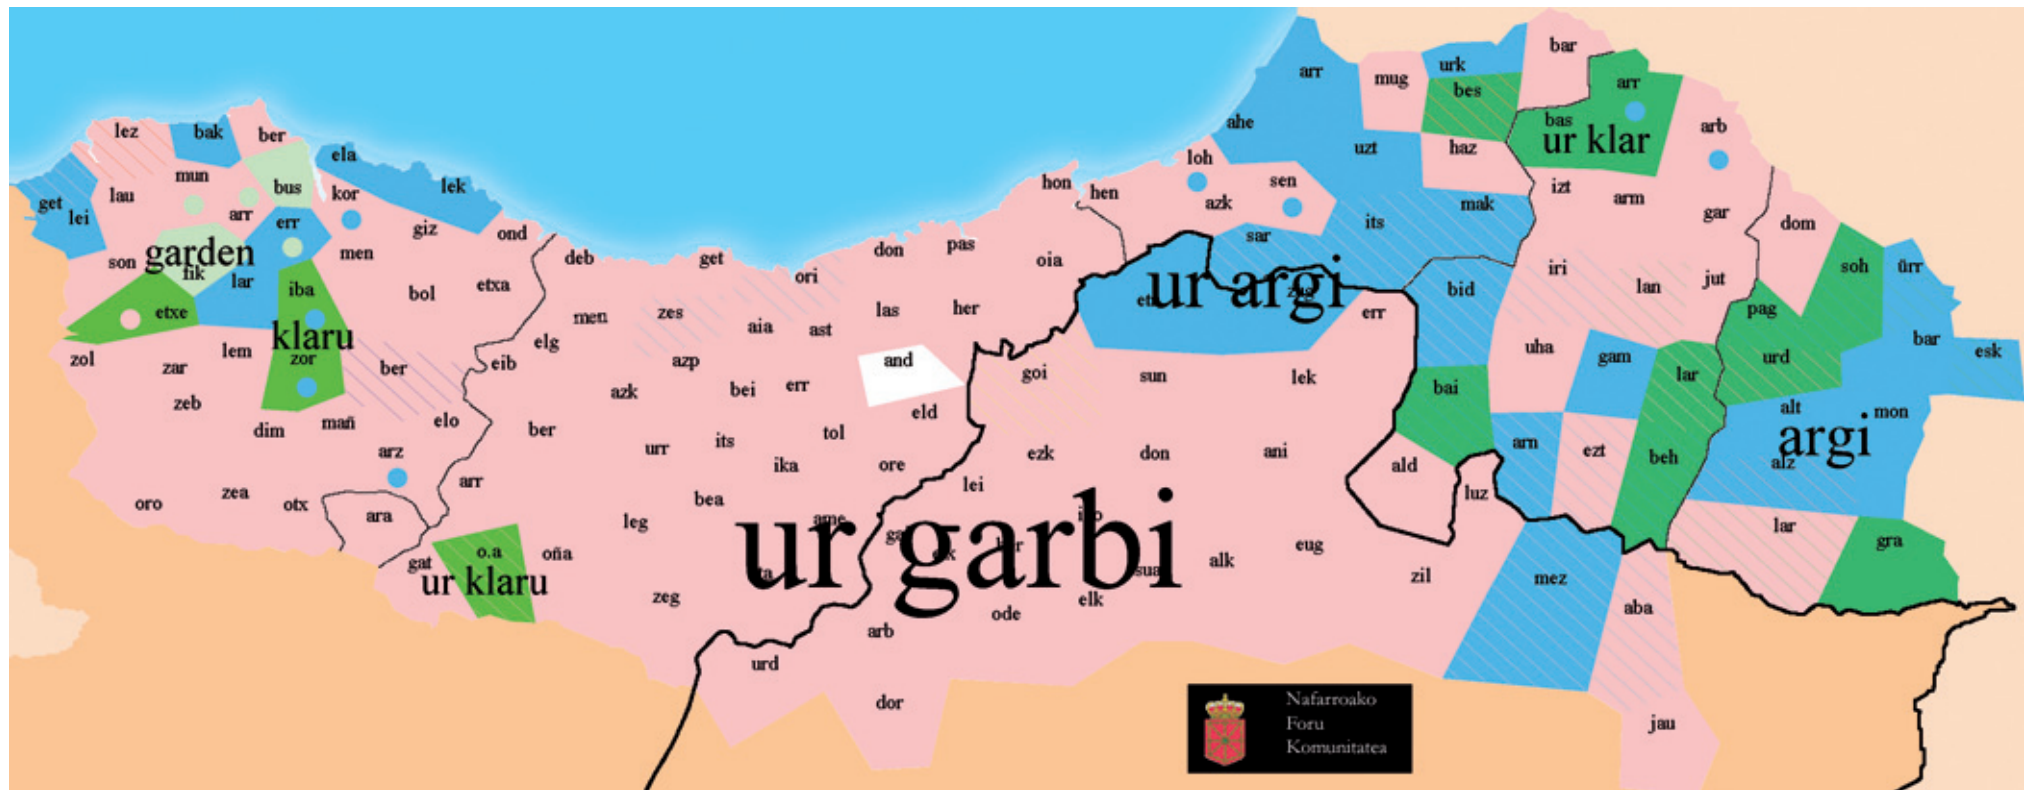 bar
arr
mug
urk
arr
bes
lez
bak
ber
ahe
bas
arb
ur klar
uzt
haz
ela
loh
mun
bus
lek
kor
hon
hen
sen
izt
lau
get
lei
arr
err
azk
mak
arm
gar
its
giz
ond
sar
dom
son
garden
fik
men
deb
get
don
pas
oia
ori
lar
iba
bol
etxa
ur argi
bid
iri
lan
jut
soh
ürr
etxe
klaru
men
zes
aia
ast
las
her
err
pag
zol
zar
lem
zor
ber
elg
eib
azp
and
goi
sun
lek
uha
gam
lar
urd
bar
esk
zeb
azk
bei
err
eld
bai
dim
mañ
elo
ber
tol
alt
mon
argi
arz
urr
its
ika
ore
ezk
don
ani
ald
arn
ezt
beh
alz
oro
zea
otx
arr
bea
lei
luz
ara
leg
ame
ur garbi
lar
gat
o.a
oña
eug
gra
ur klaru
sua
alk
zil
mez
zeg
ode
elk
aba
arb
urd
dor
jau
Nafarroako
Foru
Komunitatea